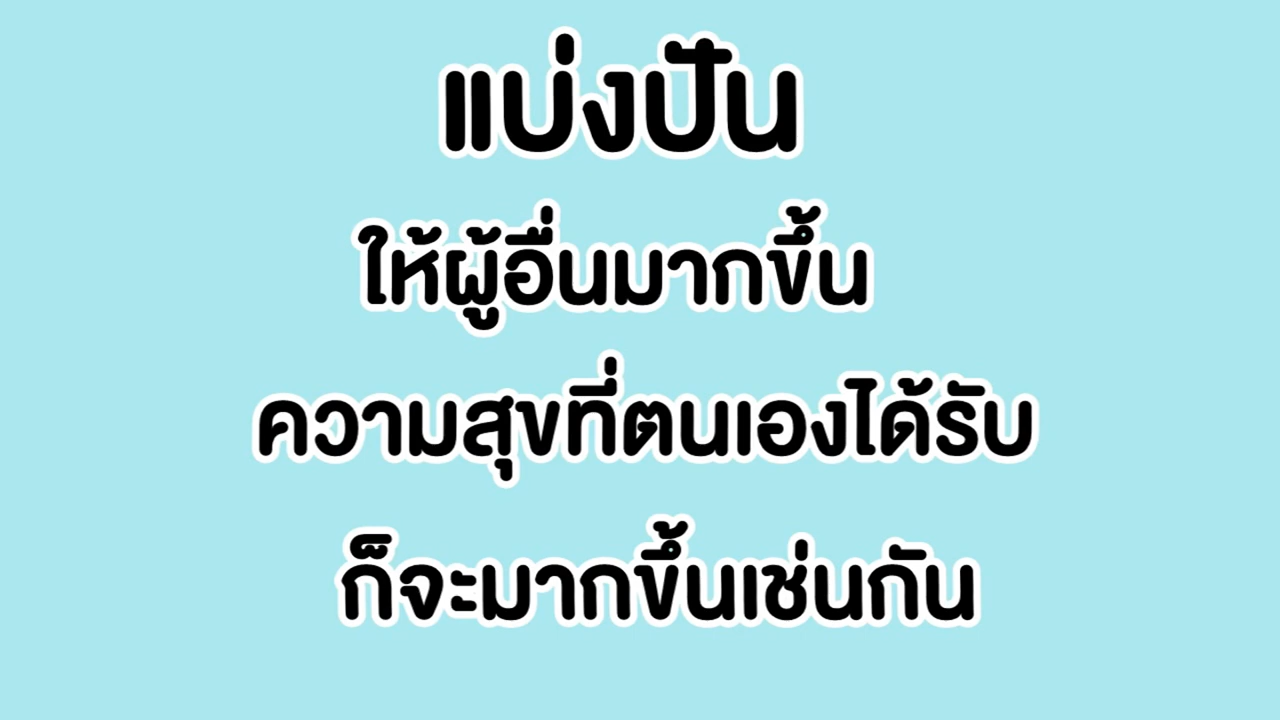 แบ่งปัน
ให้ผู้อื่นมากขึ้น
ความสุขที่ตนเองได้รับ
ก็จะมากขึ้นเช่นกัน